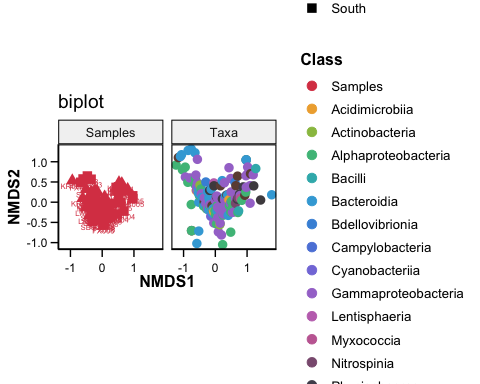 South
Class
Samples
Acidimicrobiia
Actinobacteria
Alphaproteobacteria
Bacilli
Bacteroidia
Bdellovibrionia
Campylobacteria
Cyanobacteriia
Gammaproteobacteria
Lentisphaeria
Myxococcia
Nitrospinia
biplot
Samples Taxa
NMDS2
1.0
0.5
0.0
-0.5
-1.0
-1 0 1 -1 0 1
NMDS1